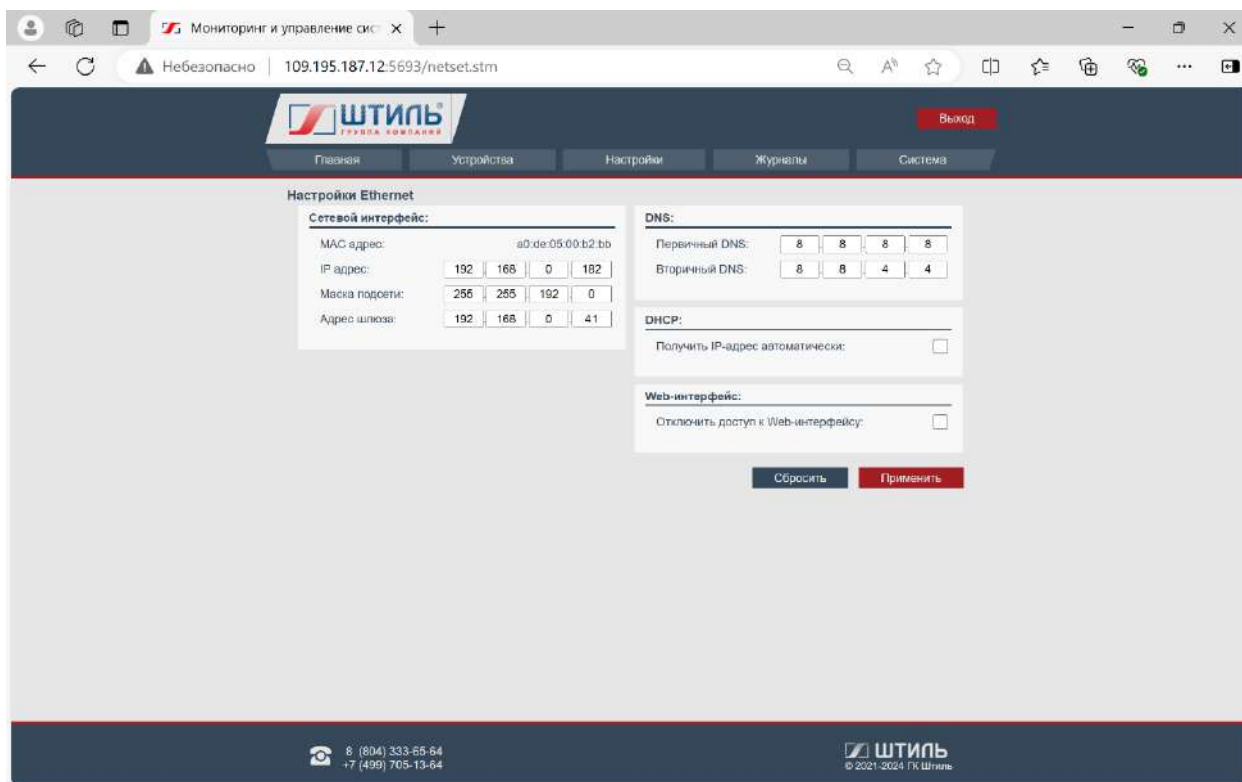 Мониторинг и управление сис
Небезопасно
109.195.187.12:5693/netset.stm
ШТИЛЬ
ГРУППА КОМПАНИЙ
Выход
Главная
Устройства
Настройки
Журналы
Система
Настройки Ethernet
Сетевой интерфейс:
MAC адрес: a0:de:05:00:b2:bb
IP адрес: 192 . 168 . 0 . 182
Маска подсети: 255 . 255 . 192 . 0
Адрес шлюза: 192 . 168 . 0 . 41
DNS:
Первичный DNS: 8 . 8 . 8 . 8
Вторичный DNS: 8 . 8 . 4 . 4
DHCP:
Получить IP-адрес автоматически:
Web-интерфейс:
Отключить доступ к Web-интерфейсу:
Сбросить
Применить
8 (804) 333-65-64
+7 (499) 705-13-64
ШТИЛЬ
© 2021-2024 ГК Штиль